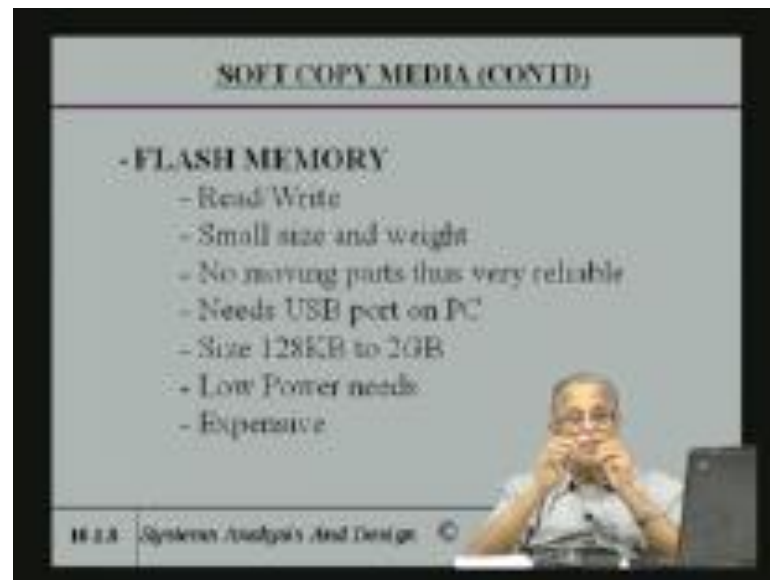 SOFT COPY MEDIA (CONTD)
- FLASH MEMORY
- Read/Write
- Small size and weight
- No moving parts thus very reliable
- Needs USB port on PC
- Size 128KB to 2GB
- Low Power needs
- Expensive
Systems Analysis And Design ©